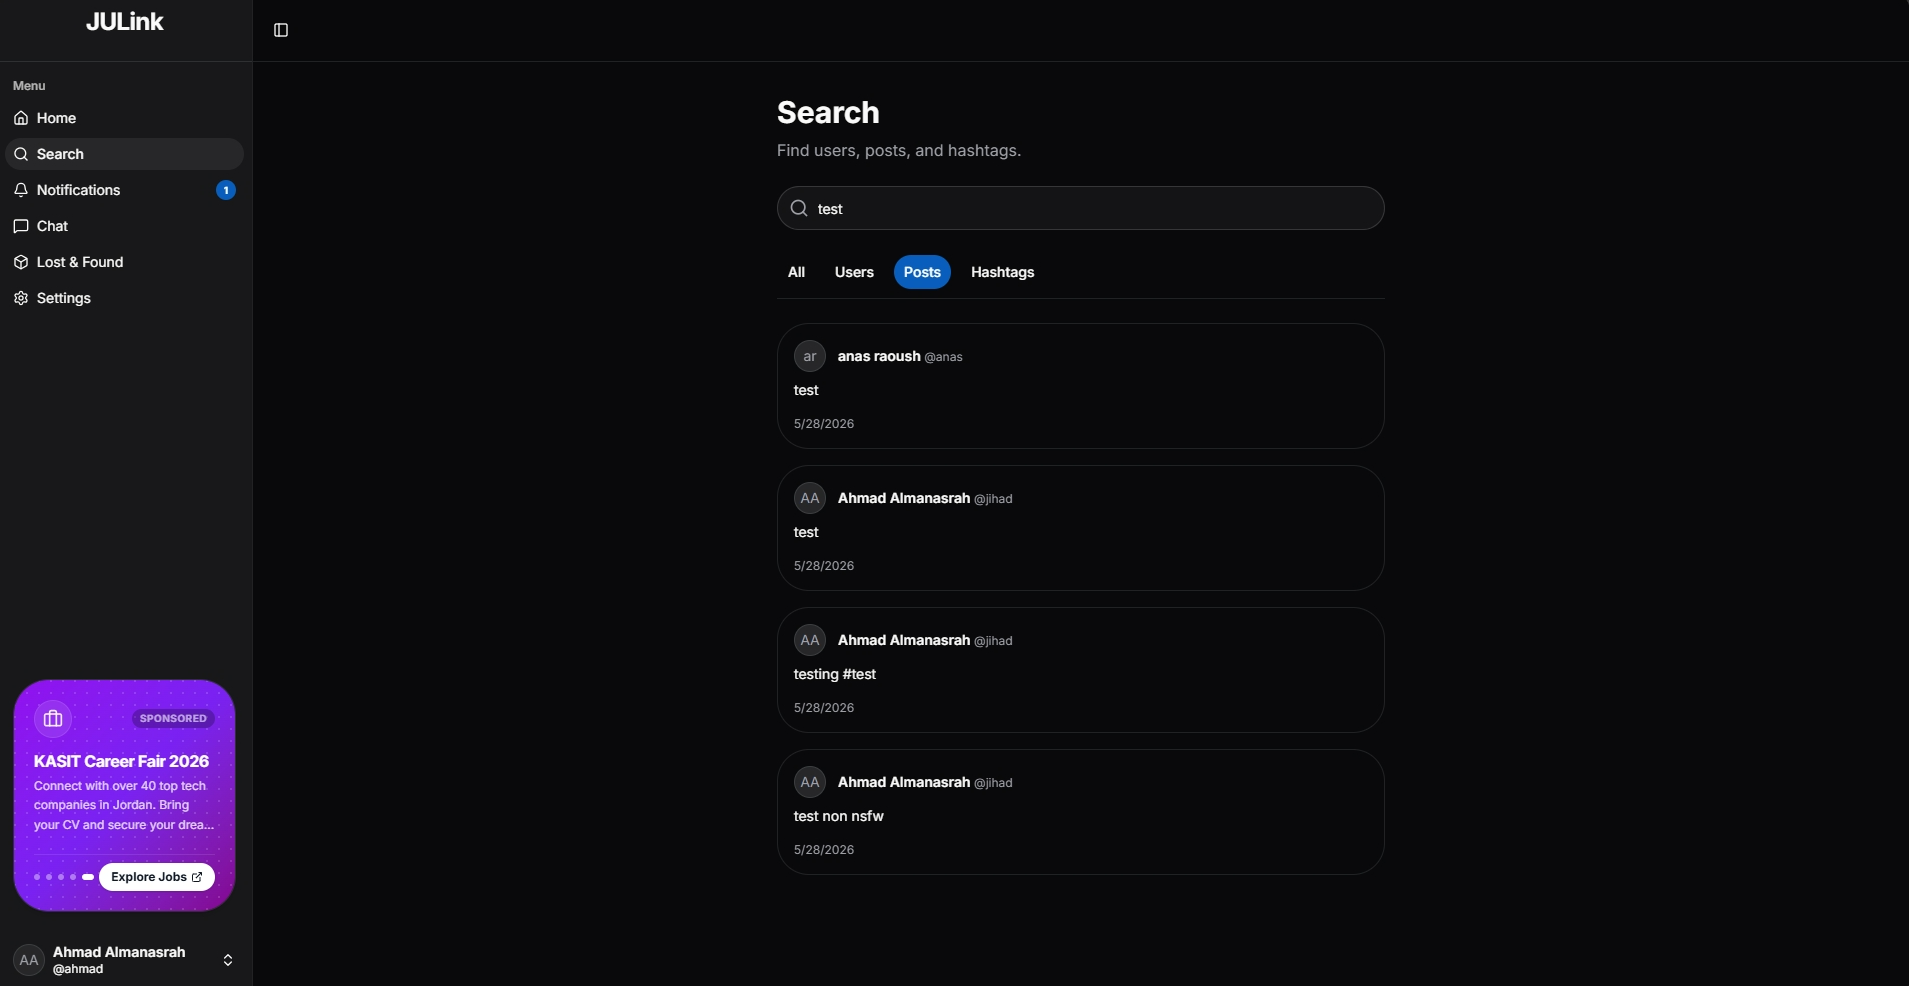 JULink
Menu
Home
Search
Notifications
1
Chat
Lost & Found
Settings
SPONSORED
KASIT Career Fair 2026
Connect with over 40 top tech
companies in Jordan. Bring
your CV and secure your drea...
Explore Jobs
AA
Ahmad Almanasrah
@ahmad
Search
Find users, posts, and hashtags.
test
All Users Posts Hashtags
ar
anas raoush @anas
test
5/28/2026
AA
Ahmad Almanasrah @jihad
test
5/28/2026
AA
Ahmad Almanasrah @jihad
testing #test
5/28/2026
AA
Ahmad Almanasrah @jihad
test non nsfw
5/28/2026